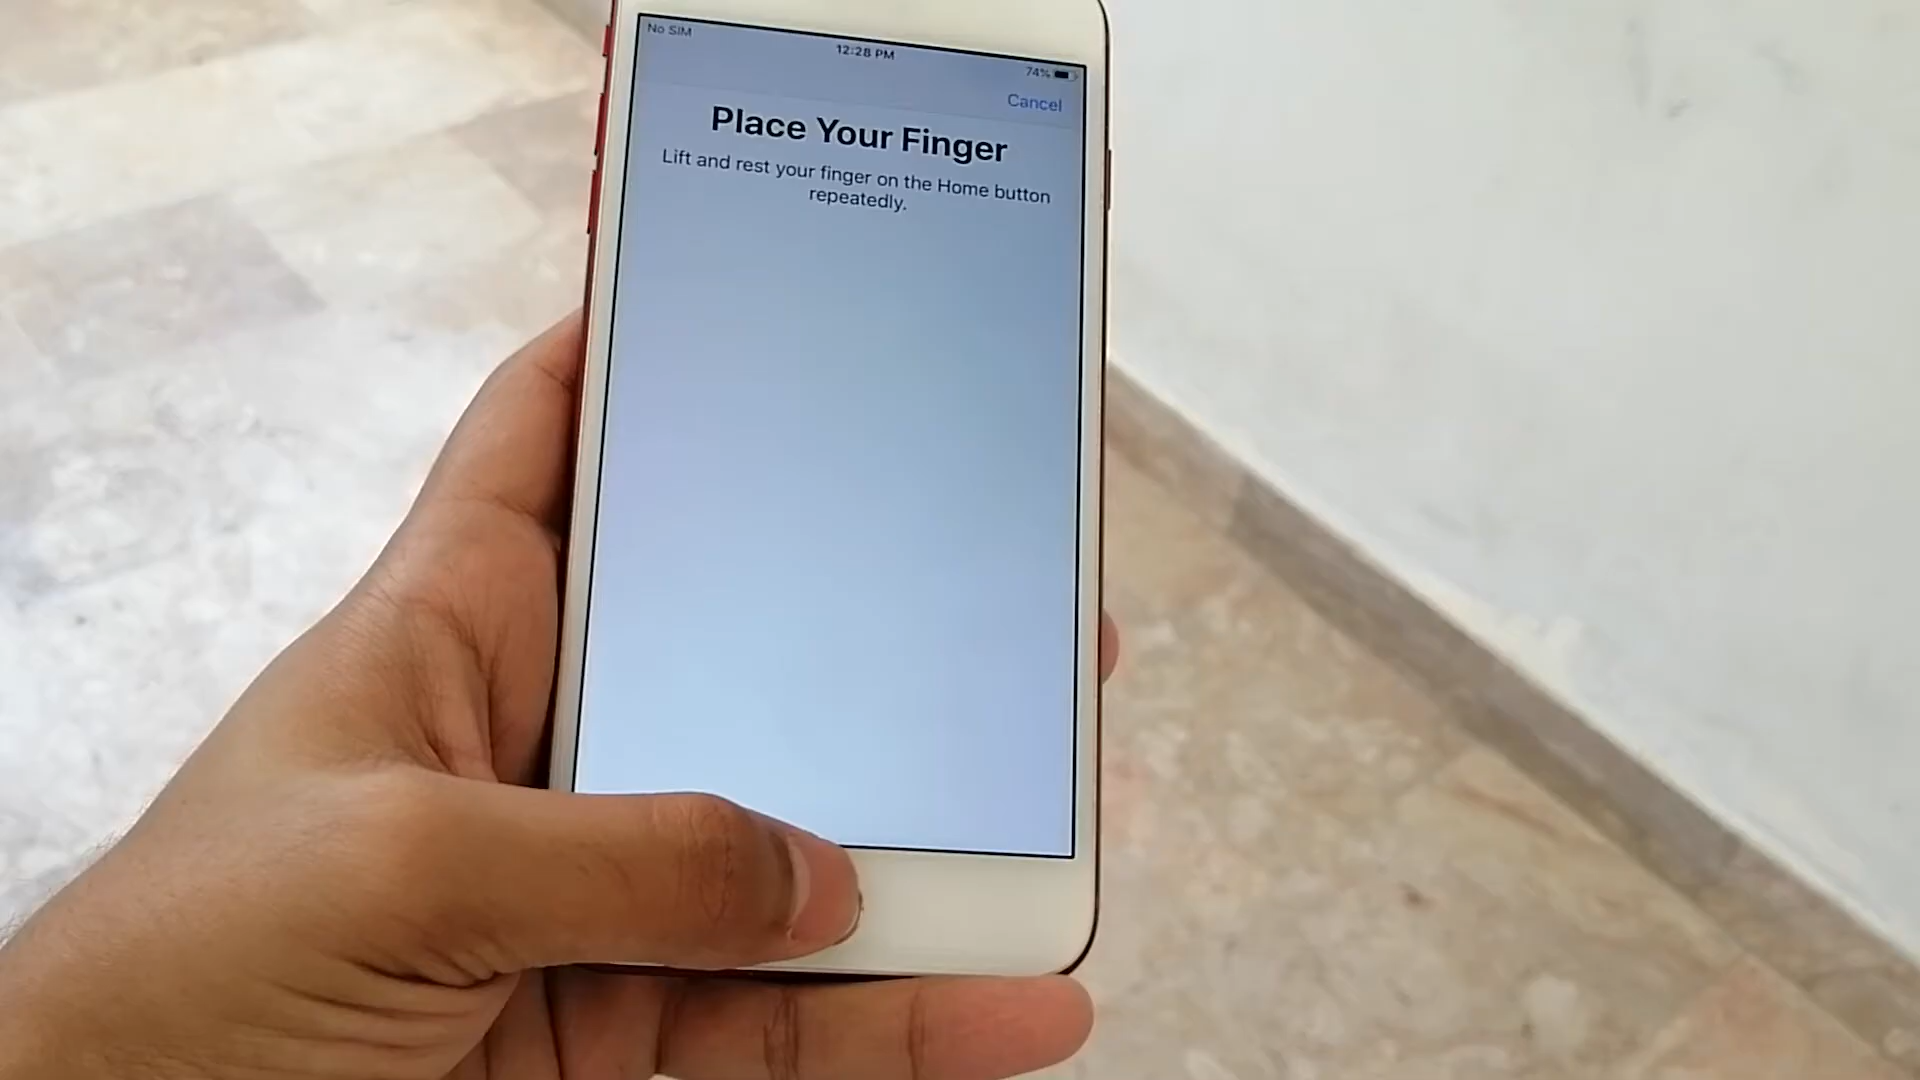 No SIM
12:28 PM
74%
Cancel
Place Your Finger
Lift and rest your finger on the Home button
repeatedly.